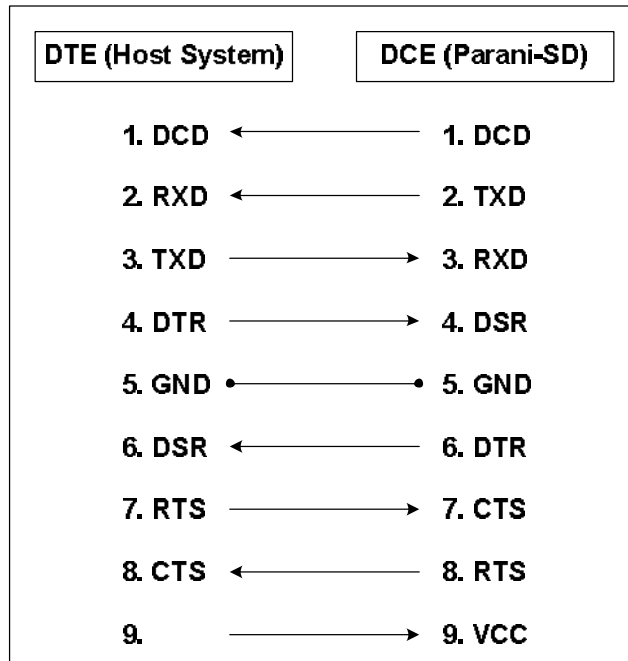 DTE (Host System) DCE (Parani-SD)
1. DCD 1. DCD
2. RXD 2. TXD
3. TXD 3. RXD
4. DTR 4. DSR
5. GND 5. GND
6. DSR 6. DTR
7. RTS 7. CTS
8. CTS 8. RTS
9. 9. VCC